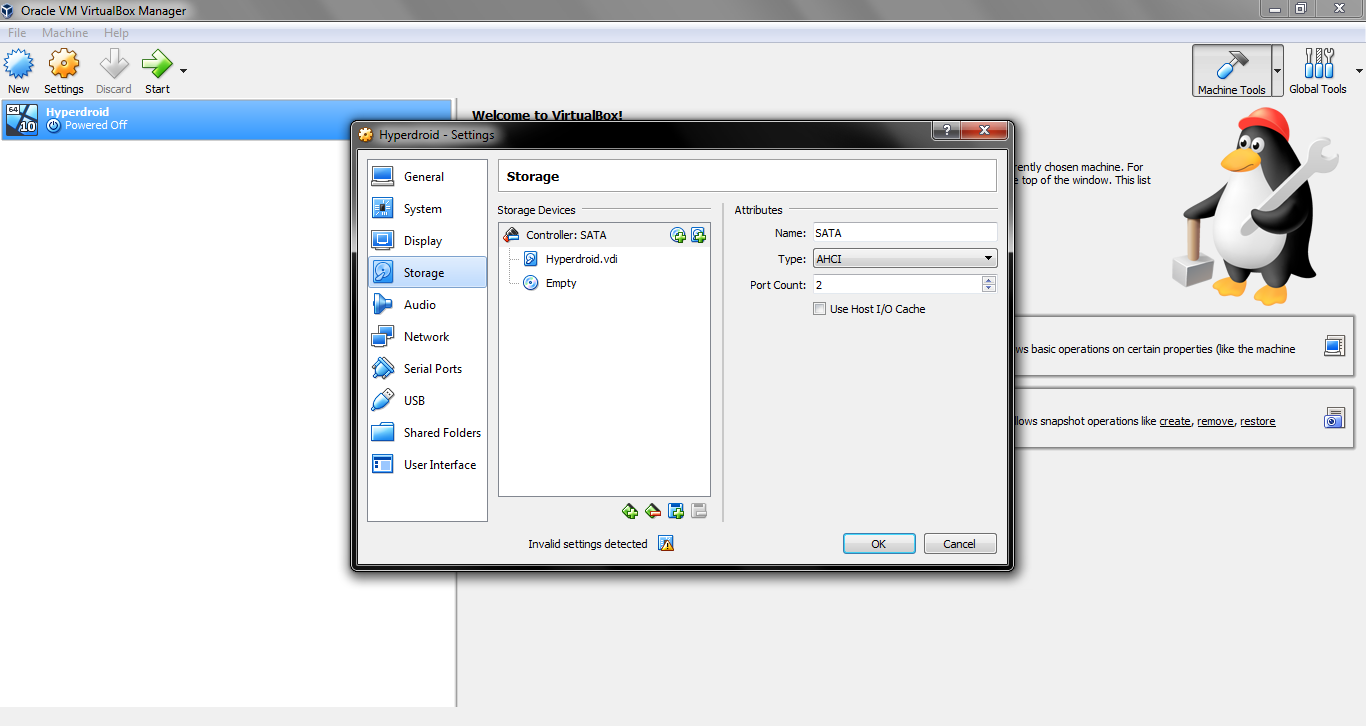 Oracle VM VirtualBox Manager
File Machine Help
New Settings Discard Start
Machine Tools Global Tools
64
10
Hyperdroid
Powered Off
Welcome to VirtualBox!
rently chosen machine. For
e top of the window. This list
ws basic operations on certain properties (like the machine
llows snapshot operations like create, remove, restore
Hyperdroid - Settings
?
General
System
Display
Storage
Audio
Network
Serial Ports
USB
Shared Folders
User Interface
Storage
Storage Devices
Controller: SATA
Hyperdroid.vdi
Empty
Attributes
Name: SATA
Type: AHCI
Port Count: 2
Use Host I/O Cache
Invalid settings detected
OK Cancel